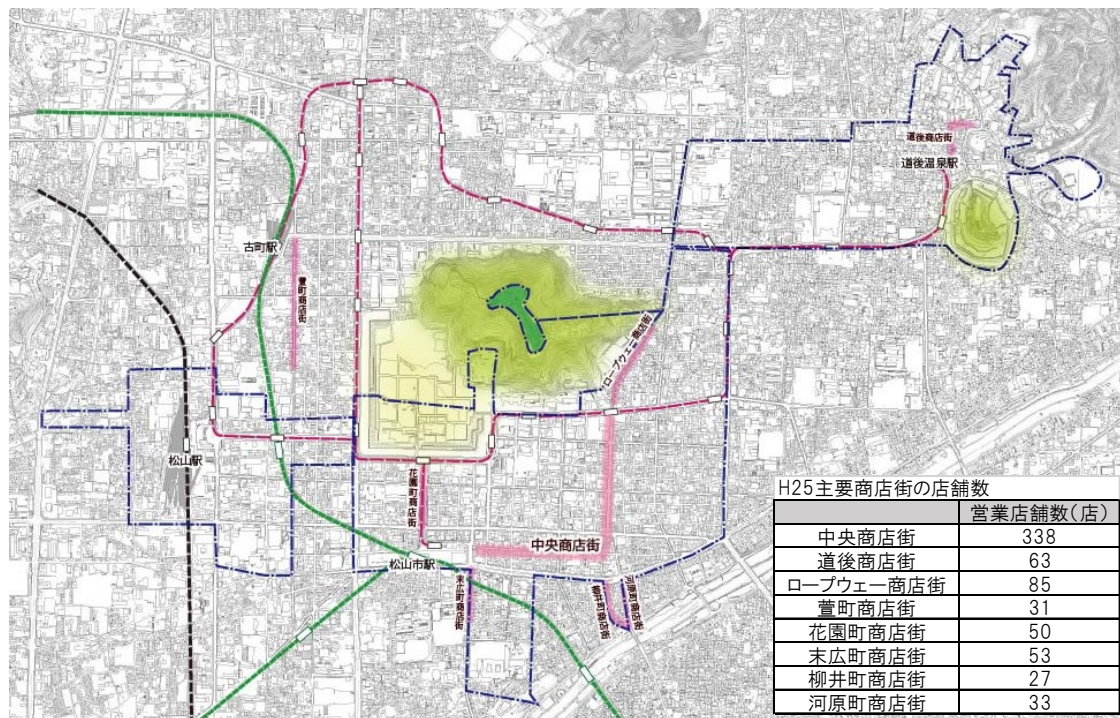 道後商店街
道後温泉駅
古町駅
萱町商店街
ロープウェー商店街
松山駅
花園町商店街
中央商店街
松山市駅
末広町商店街
柳井町商店街
河原町商店街
H25主要商店街の店舗数
営業店舗数(店)
中央商店街 338
道後商店街 63
ロープウェー商店街 85
萱町商店街 31
花園町商店街 50
末広町商店街 53
柳井町商店街 27
河原町商店街 33